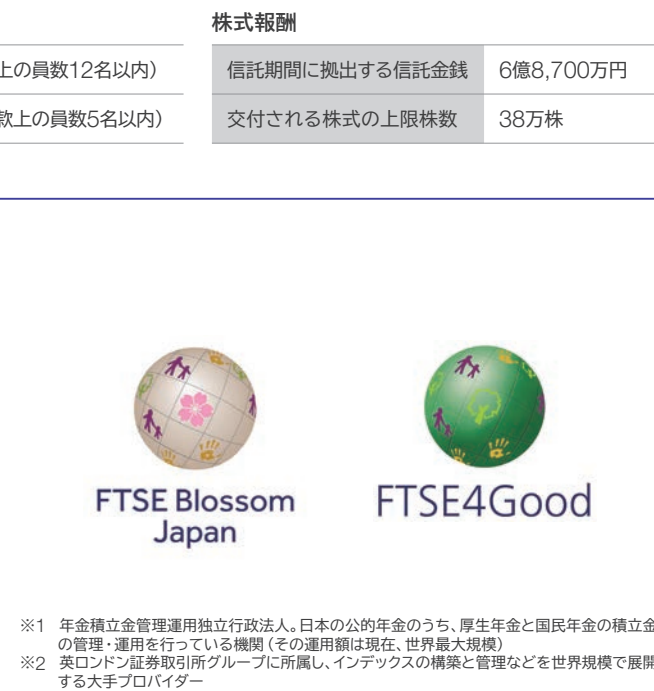 株式報酬
上の員数12名以内)
信託期間に拠出する信託金銭 6億8,700万円
款上の員数5名以内)
交付される株式の上限株数 38万株
FTSE Blossom
Japan
FTSE4Good
※1 年金積立金管理運用独立行政法人。日本の公的年金のうち、厚生年金と国民年金の積立金
の管理・運用を行っている機関(その運用額は現在、世界最大規模)
※2 英ロンドン証券取引所グループに所属し、インデックスの構築と管理などを世界規模で展開
する大手プロバイダー